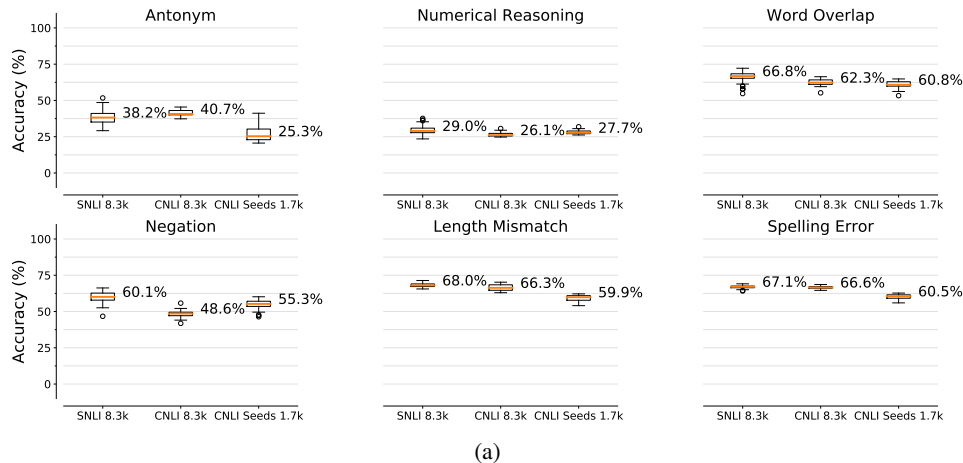 Antonym
Numerical Reasoning
Word Overlap
Accuracy (%)
100
75
50
25
0
38.2%
40.7%
25.3%
29.0%
26.1%
27.7%
66.8%
62.3%
60.8%
SNLI 8.3k
CNLI 8.3k
CNLI Seeds 1.7k
SNLI 8.3k
CNLI 8.3k
CNLI Seeds 1.7k
SNLI 8.3k
CNLI 8.3k
CNLI Seeds 1.7k
Negation
Length Mismatch
Spelling Error
Accuracy (%)
100
75
50
25
0
60.1%
48.6%
55.3%
68.0%
66.3%
59.9%
67.1%
66.6%
60.5%
SNLI 8.3k
CNLI 8.3k
CNLI Seeds 1.7k
SNLI 8.3k
CNLI 8.3k
CNLI Seeds 1.7k
SNLI 8.3k
CNLI 8.3k
CNLI Seeds 1.7k
(a)